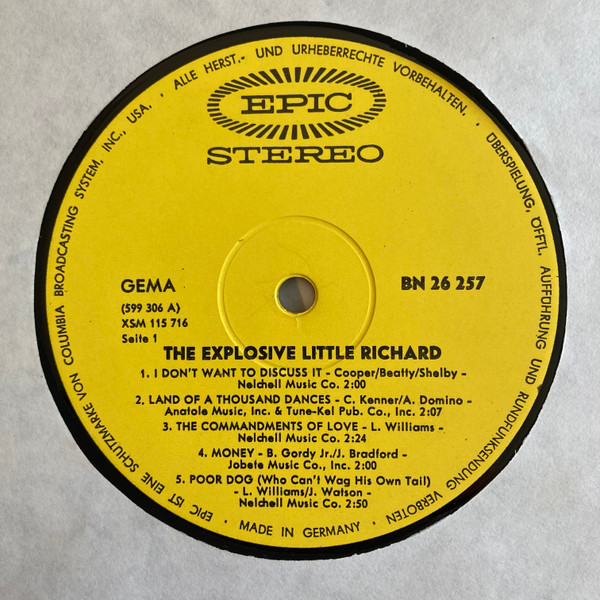 EPIC IST EINE SCHUTZMARKE VON COLUMBIA BROADCASTING SYSTEM, INC., USA. · ALLE HERST.- UND URHEBERRECHTE VORBEHALTEN. · ÜBERSPIELUNG, ÖFFTL. AUFFÜHRUNG UND RUNDFUNKSENDUNG VERBOTEN · MADE IN GERMANY ·
EPIC
STEREO
GEMA
BN 26 257
(599 306 A)
XSM 115 716
Seite 1
THE EXPLOSIVE LITTLE RICHARD
1. I DON'T WANT TO DISCUSS IT - Cooper/Beatty/Shelby -
Nelchell Music Co. 2:00
2. LAND OF A THOUSAND DANCES - C. Kenner/A. Domino -
Anatole Music, Inc. & Tune-Kel Pub. Co., Inc. 2:07
3. THE COMMANDMENTS OF LOVE - L. Williams -
Nelchell Music Co. 2:24
4. MONEY - B. Gordy Jr./J. Bradford -
Jobete Music Co., Inc. 2:00
5. POOR DOG (Who Can't Wag His Own Tail)
- L. Williams/J. Watson -
Nelchell Music Co. 2:50